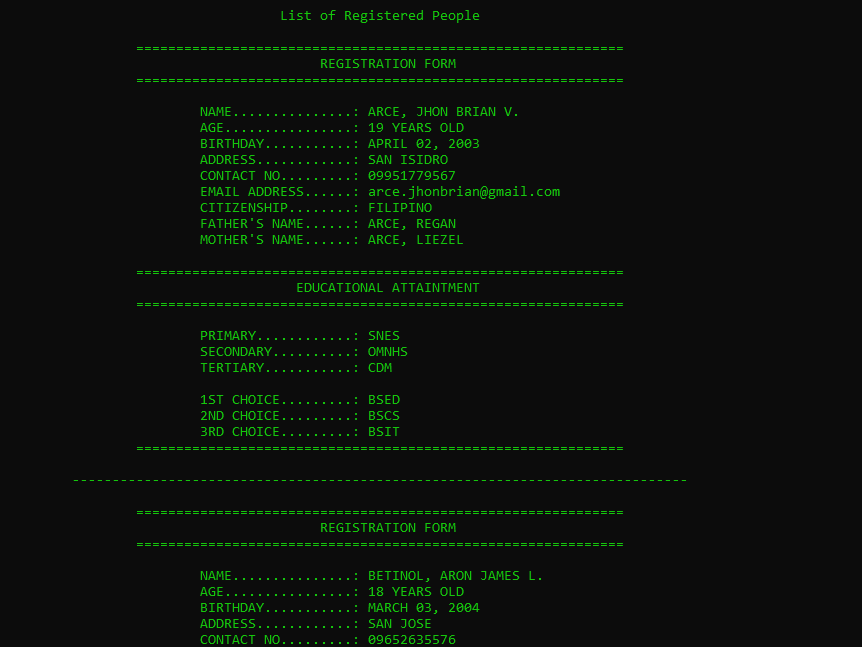 List of Registered People
=============================================================
REGISTRATION FORM
=============================================================
NAME...............: ARCE, JHON BRIAN V.
AGE................: 19 YEARS OLD
BIRTHDAY...........: APRIL 02, 2003
ADDRESS............: SAN ISIDRO
CONTACT NO.........: 09951779567
EMAIL ADDRESS......: arce.jhonbrian@gmail.com
CITIZENSHIP........: FILIPINO
FATHER'S NAME......: ARCE, REGAN
MOTHER'S NAME......: ARCE, LIEZEL
=============================================================
EDUCATIONAL ATTAINTMENT
=============================================================
PRIMARY............: SNES
SECONDARY..........: OMNHS
TERTIARY...........: CDM
1ST CHOICE.........: BSED
2ND CHOICE.........: BSCS
3RD CHOICE.........: BSIT
=============================================================
-----------------------------------------------------------------------------
=============================================================
REGISTRATION FORM
=============================================================
NAME...............: BETINOL, ARON JAMES L.
AGE................: 18 YEARS OLD
BIRTHDAY...........: MARCH 03, 2004
ADDRESS............: SAN JOSE
CONTACT NO.........: 09652635576